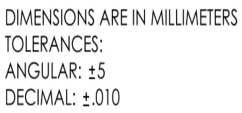 DIMENSIONS ARE IN MILLIMETERS
TOLERANCES:
ANGULAR: ±5
DECIMAL: ±.010